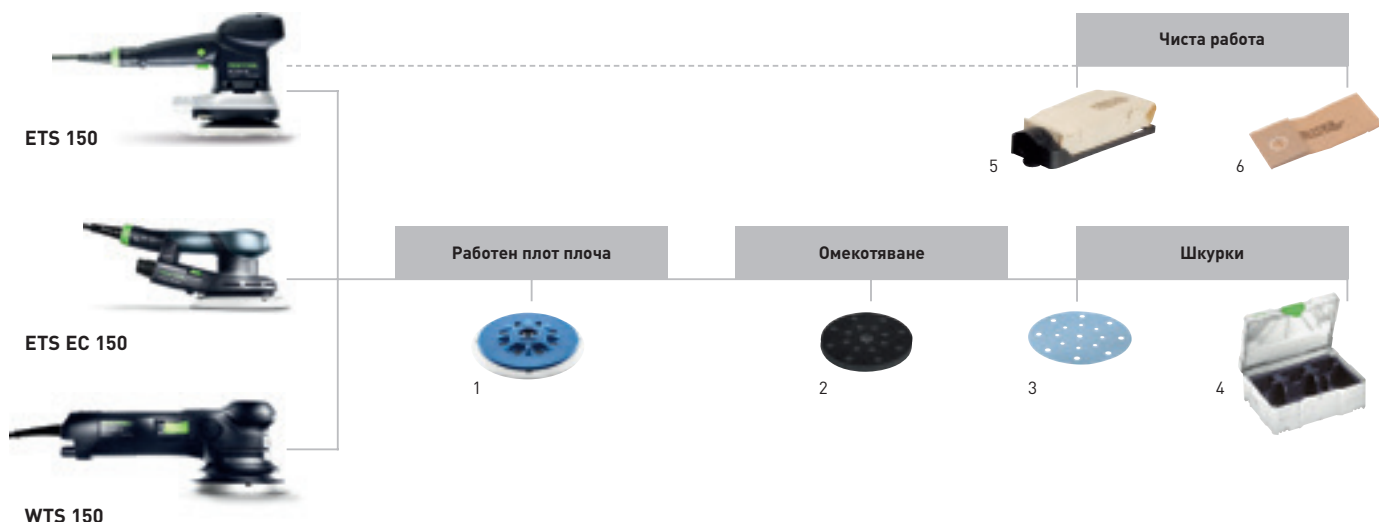 Чиста работа
ETS 150
5
6
Работен плот плоча
Омекотяване
Шкурки
ETS EC 150
1
2
3
4
WTS 150